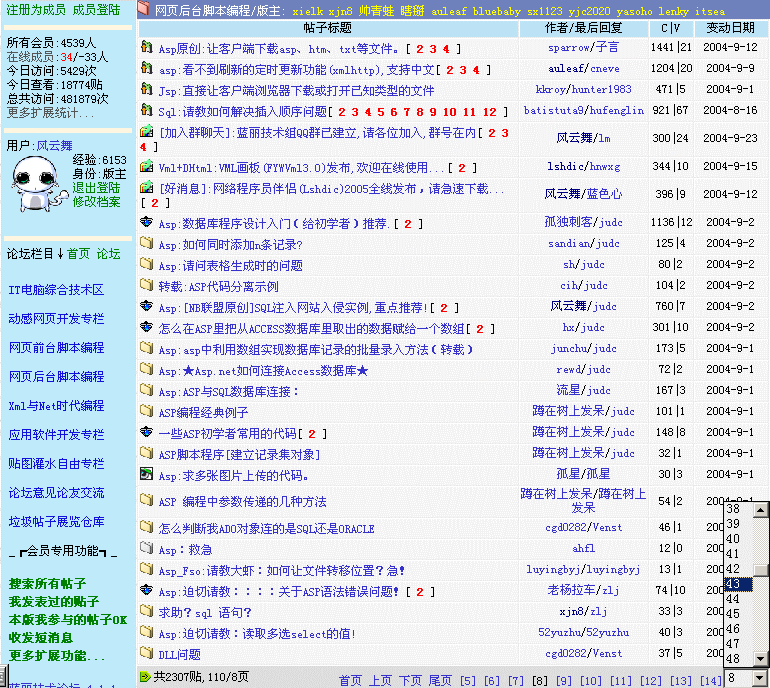 注册为成员 成员登陆
所有会员:4539人
在线成员:34/-33人
今日访问:5429次
今日查看:18774贴
总共访问:481879次
更多扩展统计...
用户:风云舞
经验:6153
身份:版主
退出登陆
修改档案
论坛栏目↓首页 论坛
IT电脑综合技术区
动感网页开发专栏
网页前台脚本编程
网页后台脚本编程
Xml与Net时代编程
应用软件开发专栏
贴图灌水自由专栏
论坛意见论友交流
垃圾帖子展览仓库
_┏会员专用功能┓_
搜索所有帖子
我发表过的贴子
本版我参与的帖子OK
收发短消息
更多扩展功能...
网页后台脚本编程/版主: xielk xjn8 帅青蛙 瞎掰 auleaf bluebaby sx1123 yjc2020 yasoho lenky itsea
帖子标题 作者/最后回复 C|V 变动日期
Asp原创:让客户端下载asp、htm、txt等文件。[ 2 3 4 ] sparrow/子言 1441|21 2004-9-12
asp:看不到刷新的定时更新功能(xmlhttp),支持中文[ 2 3 4 ] auleaf/cneve 1204|20 2004-9-9
Jsp:直接让客户端浏览器下载或打开已知类型的文件 kkroy/hunter1983 471|5 2004-9-1
Sql:请教如何解决插入顺序问题[ 2 3 4 5 6 7 8 9 10 11 12 ] batistuta9/hufenglin 921|67 2004-8-16
[加入群聊天]:蓝丽技术组QQ群已建立,请各位加入,群号在内[ 2 3
4 ] 风云舞/lm 300|24 2004-9-23
Vml+DHtml:VML画板(FYWVml3.0)发布,欢迎在线使用...[ 2 ] lshdic/hnwxg 344|10 2004-9-15
[好消息]:网络程序员伴侣(Lshdic)2005全线发布，请急速下载...
[ 2 ] 风云舞/蓝色心 396|9 2004-9-12
Asp:数据库程序设计入门（给初学者）推荐.[ 2 ] 孤独刺客/judc 1136|12 2004-9-2
Asp:如何同时添加n条记录? sandian/judc 125|4 2004-9-2
Asp:请问表格生成时的问题 sh/judc 80|2 2004-9-2
转载:ASP代码分离示例 cih/judc 104|2 2004-9-2
Asp:[NB联盟原创]SQL注入网站入侵实例,重点推荐![ 2 ] 风云舞/judc 760|7 2004-9-2
怎么在ASP里把从ACCESS数据库里取出的数据赋给一个数组[ 2 ] hx/judc 301|10 2004-9-2
Asp:asp中利用数组实现数据库记录的批量录入方法（转载） junchu/judc 173|5 2004-9-1
Asp:★Asp.net如何连接Access数据库★ rewd/judc 72|2 2004-9-1
Asp:ASP与SQL数据库连接： 流星/judc 167|3 2004-9-1
ASP编程经典例子 蹲在树上发呆/judc 101|1 2004-9-1
一些ASP初学者常用的代码[ 2 ] 蹲在树上发呆/judc 148|8 2004-9-1
ASP脚本程序[建立记录集对象] 蹲在树上发呆/judc 32|1 2004-9-1
Asp:求多张图片上传的代码。 孤星/孤星 30|3 2004-9-1
ASP 编程中参数传递的几种方法 蹲在树上发呆/蹲在树上
发呆 54|2 2004-9-1
怎么判断我ADO对象连的是SQL还是ORACLE cgd0282/Venst 46|1
Asp：救急 ahfl 12|0
Asp_Fso:请教大虾：如何让文件转移位置？急! luyingbyj/luyingbyj 13|1
Asp:迫切请教：：：：关于ASP语法错误问题![ 2 ] 老杨拉车/zlj 74|10
求助? sql 语句? xjn8/zlj 33|3
Asp:迫切请教：读取多选select的值! 52yuzhu/52yuzhu 40|3
DLL问题 cgd0282/Venst 37|5
38
39
40
41
42
43
44
45
46
47
48
共2307贴,110/8页 首页 上页 下页 尾页 [5] [6] [7] [8] [9] [10] [11] [12] [13] [14] 8